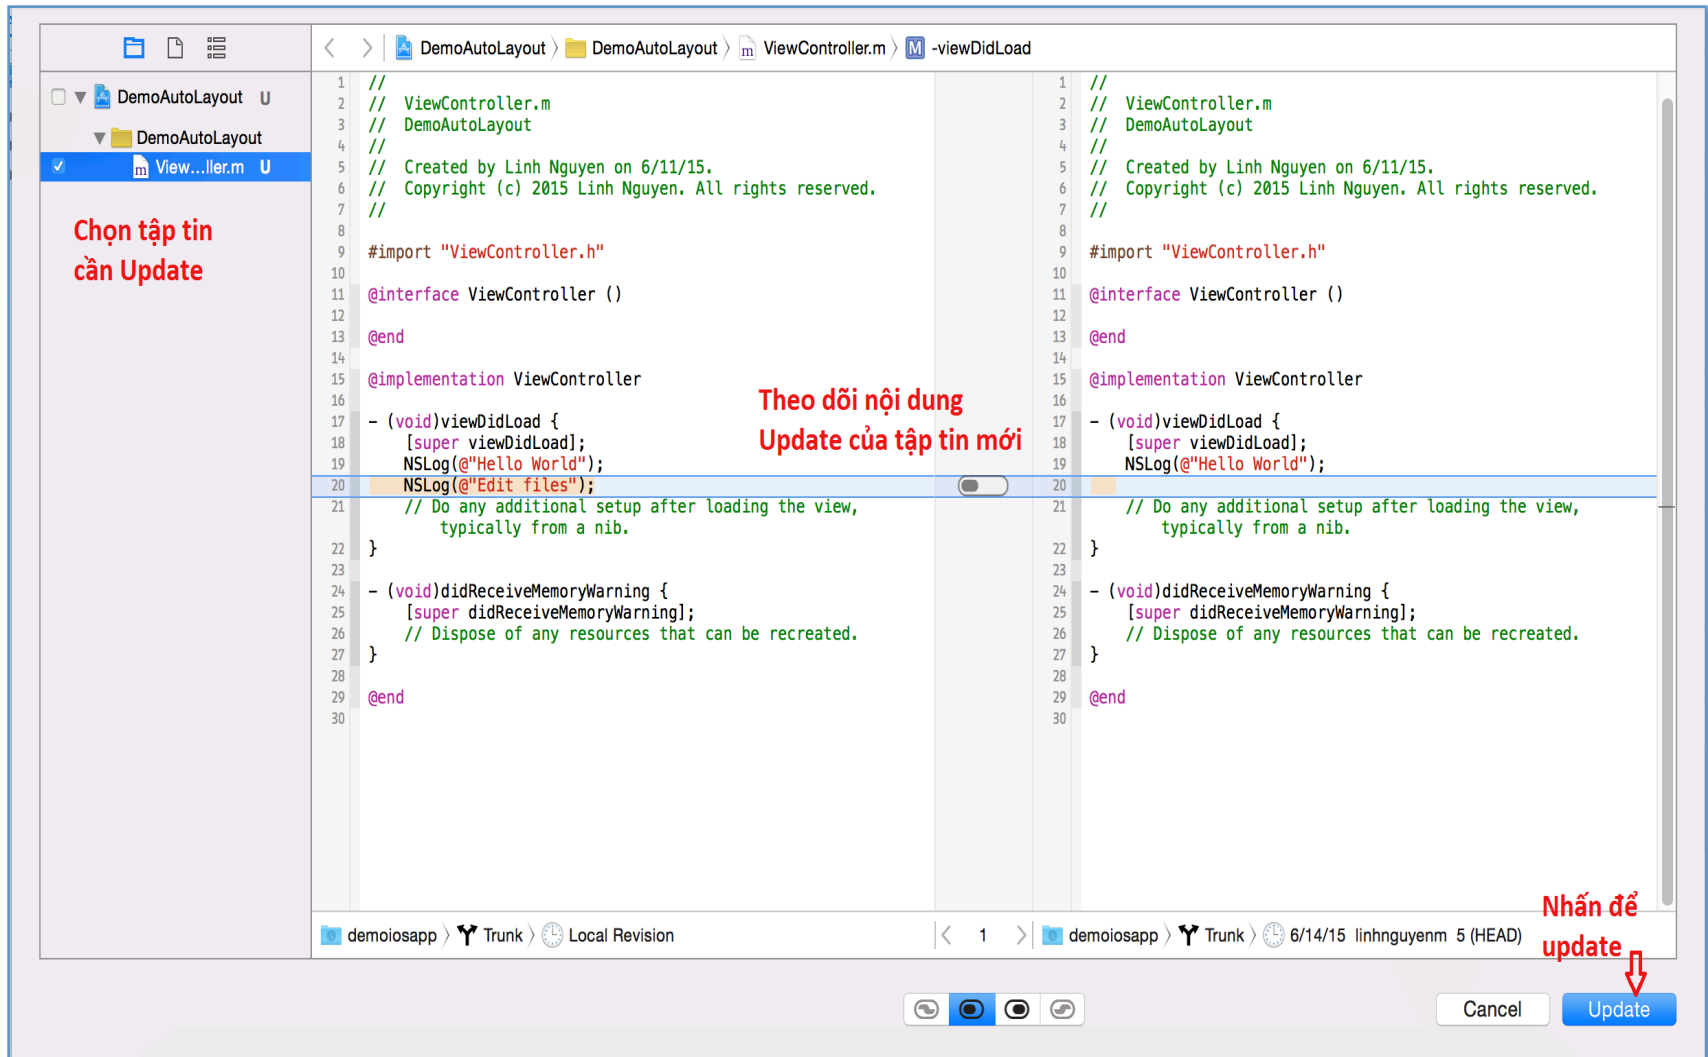 DemoAutoLayout 〉 DemoAutoLayout 〉 ViewController.m 〉 M -viewDidLoad
DemoAutoLayout U
DemoAutoLayout
View...ller.m U
Chọn tập tin
cần Update
1 //
2 // ViewController.m
3 // DemoAutoLayout
4 //
5 // Created by Linh Nguyen on 6/11/15.
6 // Copyright (c) 2015 Linh Nguyen. All rights reserved.
7 //
8
9 #import "ViewController.h"
10
11 @interface ViewController ()
12
13 @end
14
15 @implementation ViewController
16
17 - (void)viewDidLoad {
18 [super viewDidLoad];
19 NSLog(@"Hello World");
20 NSLog(@"Edit files");
21 // Do any additional setup after loading the view,
typically from a nib.
22 }
23
24 - (void)didReceiveMemoryWarning {
25 [super didReceiveMemoryWarning];
26 // Dispose of any resources that can be recreated.
27 }
28
29 @end
30
Theo dõi nội dung
Update của tập tin mới
1 //
2 // ViewController.m
3 // DemoAutoLayout
4 //
5 // Created by Linh Nguyen on 6/11/15.
6 // Copyright (c) 2015 Linh Nguyen. All rights reserved.
7 //
8
9 #import "ViewController.h"
10
11 @interface ViewController ()
12
13 @end
14
15 @implementation ViewController
16
17 - (void)viewDidLoad {
18 [super viewDidLoad];
19 NSLog(@"Hello World");
20
21 // Do any additional setup after loading the view,
typically from a nib.
22 }
23
24 - (void)didReceiveMemoryWarning {
25 [super didReceiveMemoryWarning];
26 // Dispose of any resources that can be recreated.
27 }
28
29 @end
30
demoiosapp 〉 Trunk 〉 Local Revision
1
demoiosapp 〉 Trunk 〉 6/14/15 linhnguyenm 5 (HEAD)
Nhấn để
update
Cancel
Update